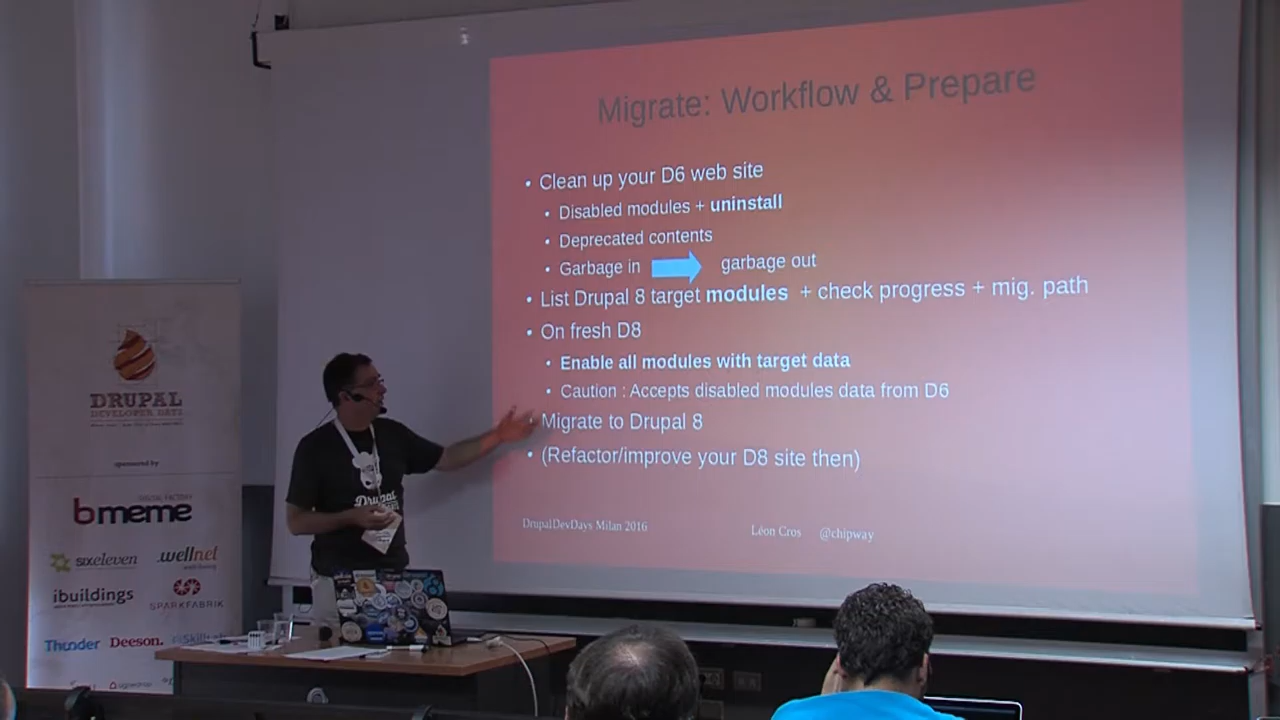 Migrate: Workflow & Prepare
• Clean up your D6 web site
• Disabled modules + uninstall
• Deprecated contents
• Garbage in garbage out
• List Drupal 8 target modules + check progress + mig. path
• On fresh D8
• Enable all modules with target data
• Caution : Accepts disabled modules data from D6
• Migrate to Drupal 8
• (Refactor/improve your D8 site then)
DrupalDevDays Milan 2016 Léon Cros @chipway
DRUPAL
DEVELOPER DAYS
sponsored by
DIGITAL FACTORY
bmeme
sixeleven .wellnet
ibuildings SPARKFABRIK
Thunder Deeson.
Drupal